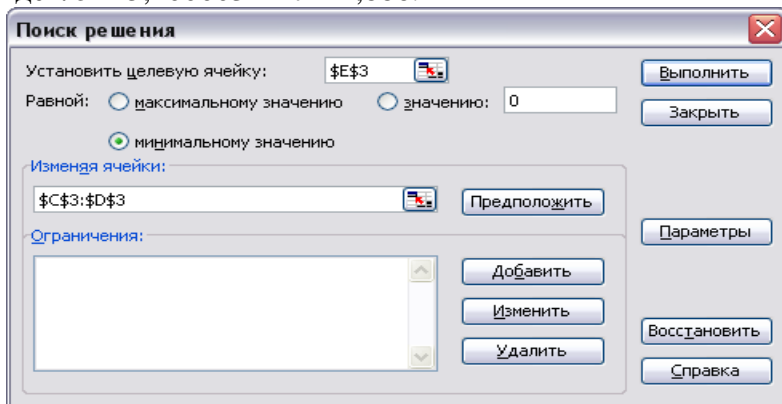 Поиск решения
Установить целевую ячейку: $E$3 Выполнить
Равной: максимальному значению значению: 0 Закрыть
минимальному значению
Изменяя ячейки:
$C$3:$D$3 Предположить
Ограничения: Параметры
Добавить
Изменить
Удалить Восстановить
Справка